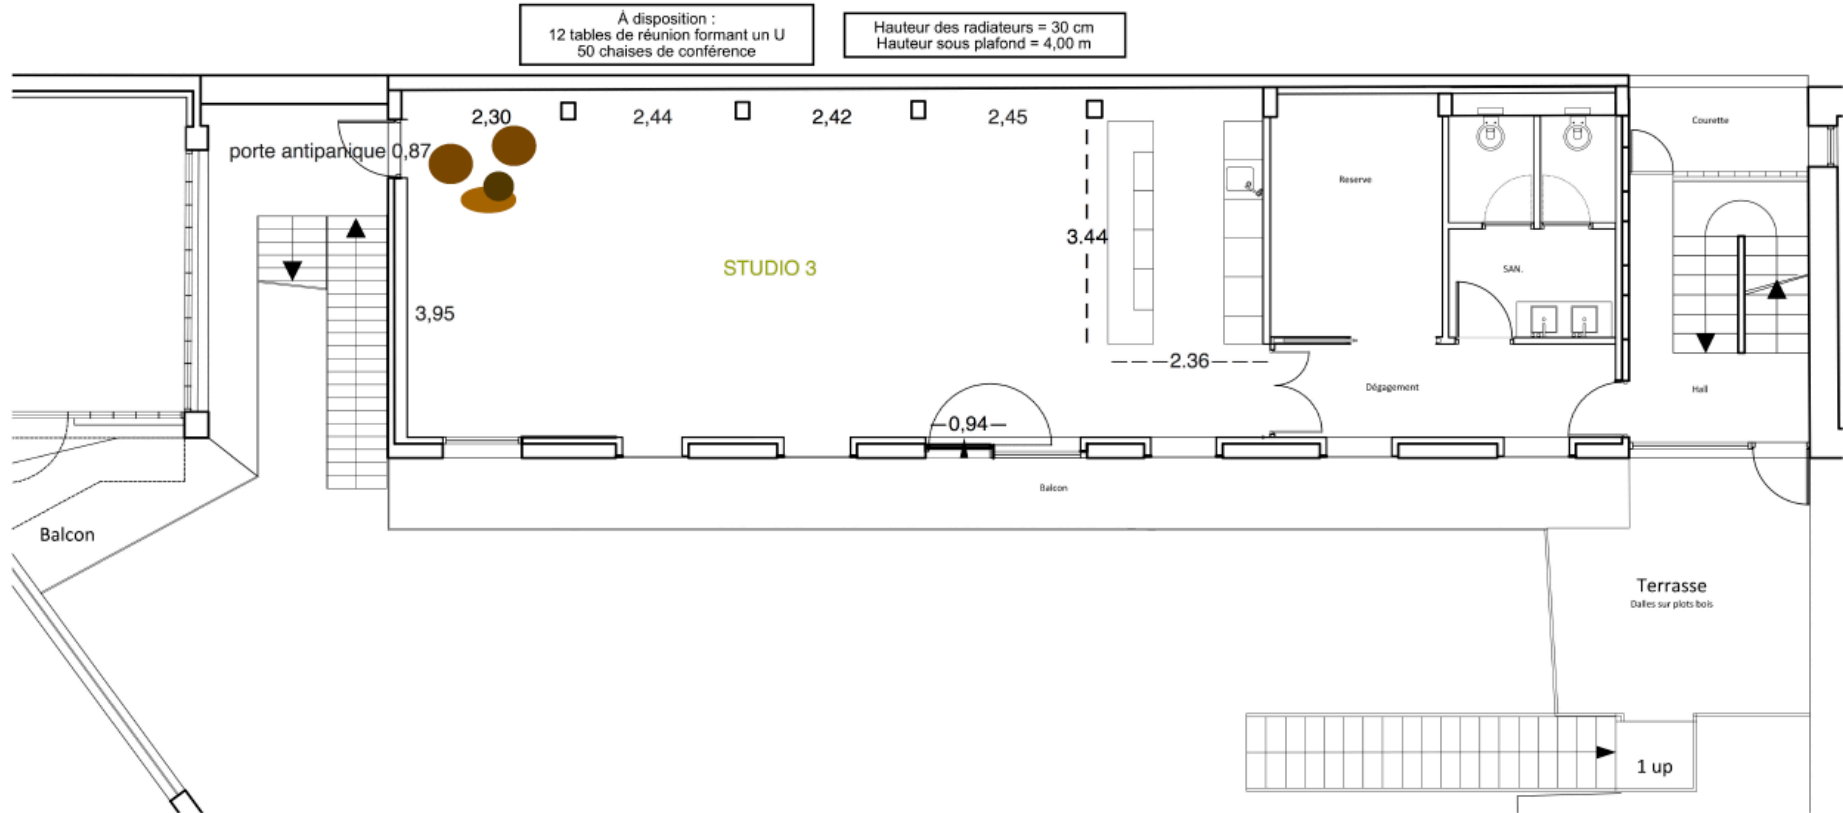 À disposition :
12 tables de réunion formant un U
50 chaises de conférence
Hauteur des radiateurs = 30 cm
Hauteur sous plafond = 4,00 m
2,30
2,44
2,42
2,45
Courette
porte antipanique 0,87
Reserve
3.44
STUDIO 3
SAN.
3,95
2.36
Dégagement
Hall
0,94
Balcon
Balcon
Terrasse
Dalles sur plots bois
1 up